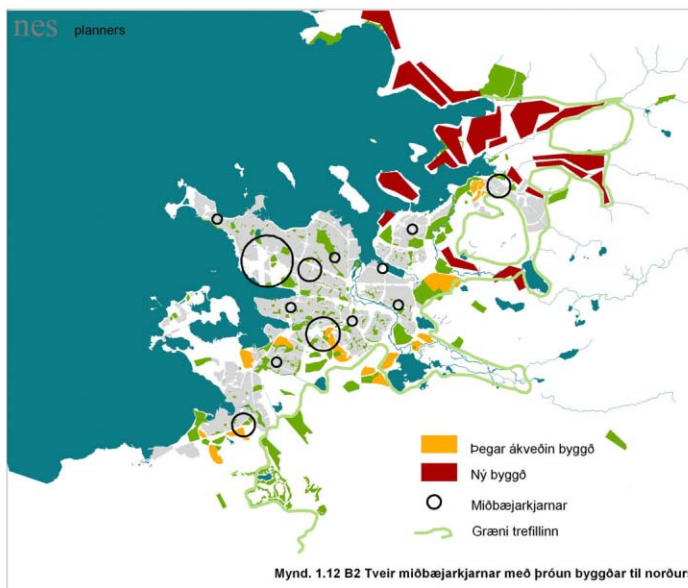 nes planners
Þegar ákveðin byggð
Ný byggð
Miðbæjarkjarnar
Græni trefillinn
Mynd. 1.12 B2 Tveir miðbæjarkjarnar með þróun byggðar til norðurs